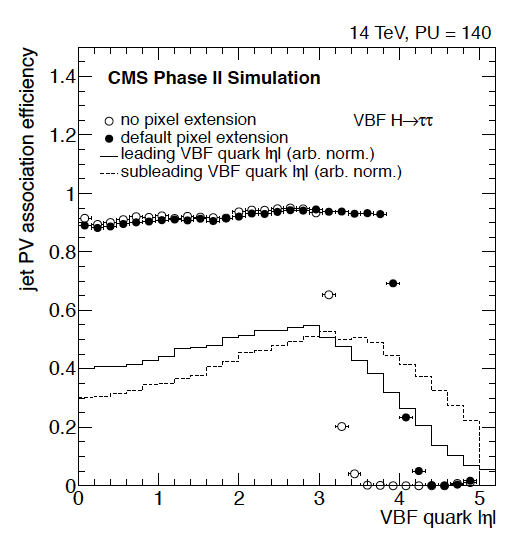 14 TeV, PU = 140
jet PV association efficiency
CMS Phase II Simulation
no pixel extension
VBF H→ττ
default pixel extension
leading VBF quark |η| (arb. norm.)
subleading VBF quark |η| (arb. norm.)
1.4
1.2
1
0.8
0.6
0.4
0.2
0
0 1 2 3 4 5
VBF quark |η|